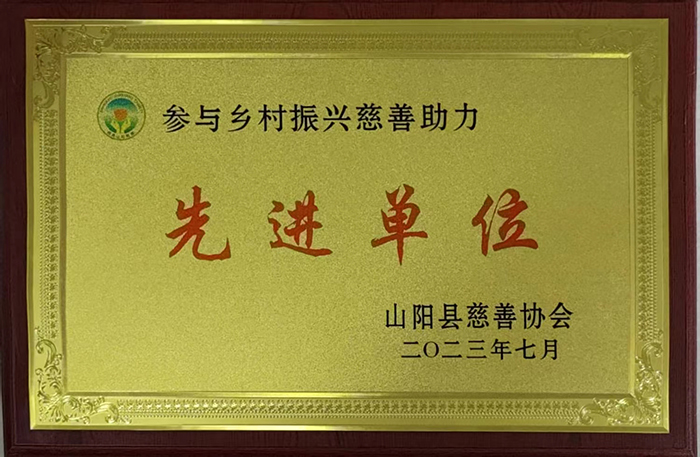 参与乡村振兴慈善助力
先进单位
山阳县慈善协会
二〇二三年七月